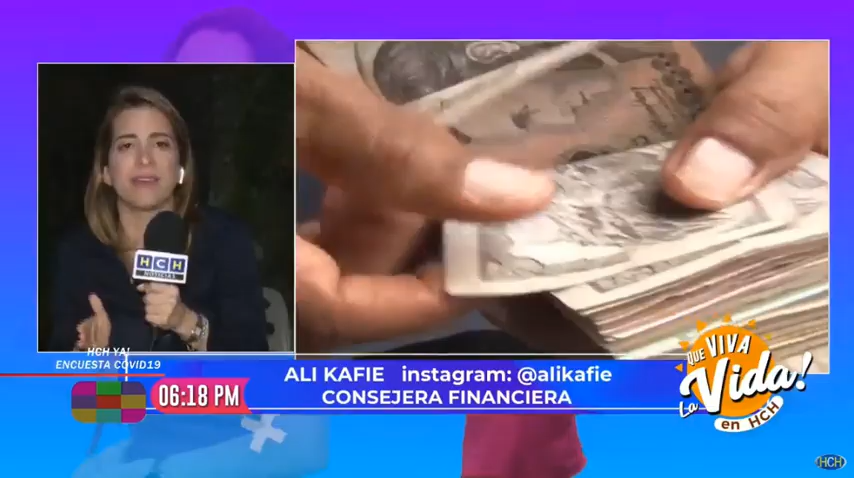 HCH
NOTICIAS
HCH YA!
ENCUESTA COVID19
06:18 PM
ALI KAFIE instagram: @alikafie
CONSEJERA FINANCIERA
QUE VIVA
La Vida!
en HCH
HCH